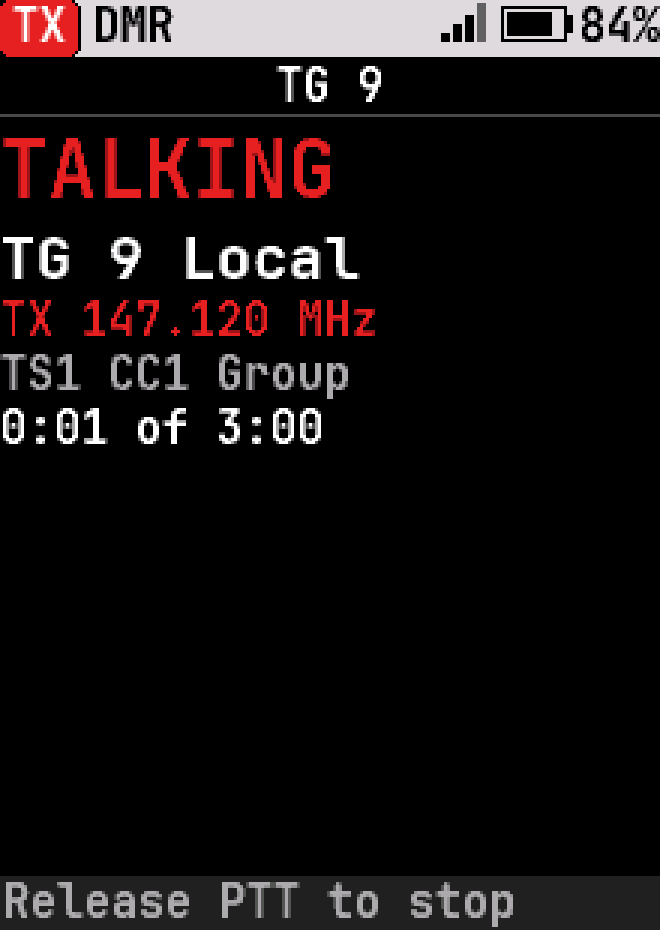 TX DMR 84%
TG 9
TALKING
TG 9 Local
TX 147.120 MHz
TS1 CC1 Group
0:01 of 3:00
Release PTT to stop